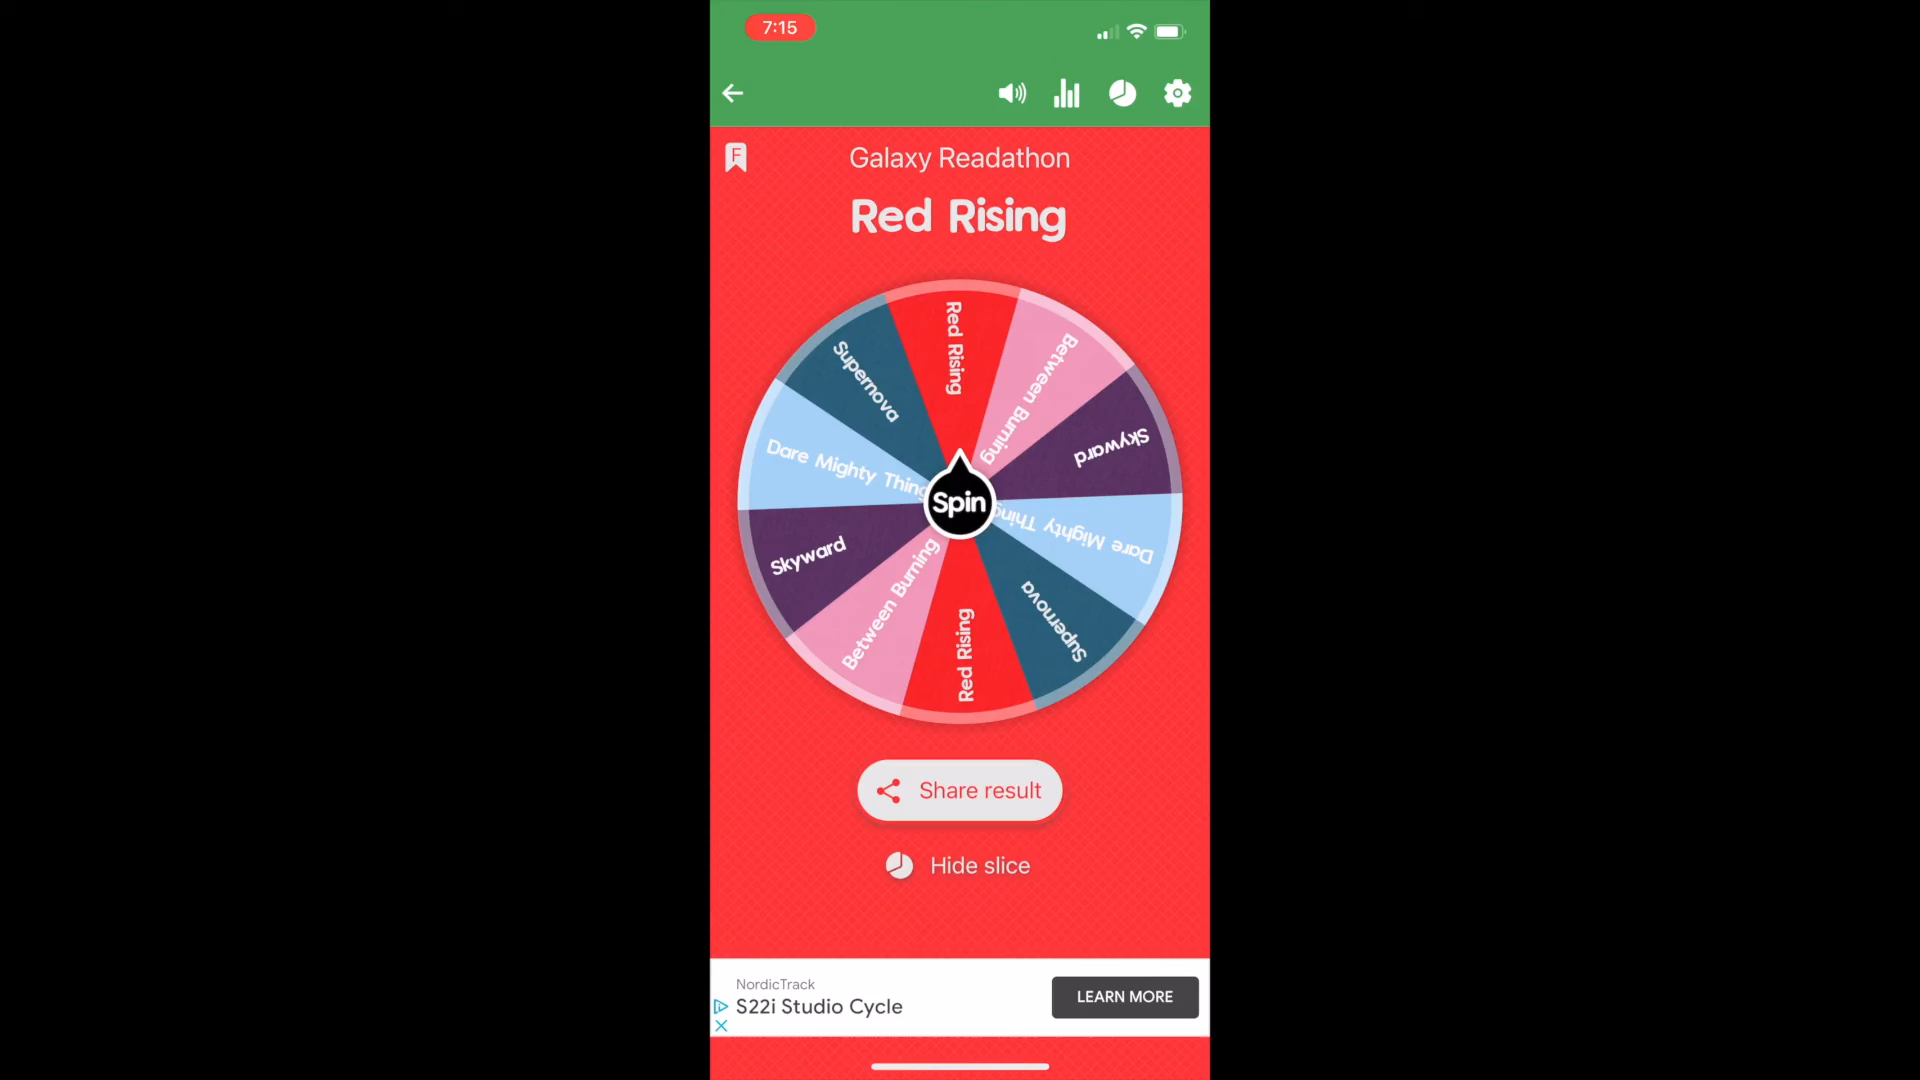 7:15
F
Galaxy Readathon
Red Rising
Red Rising
Between Burning
Skyward
Dare Mighty Thing
Supernova
Red Rising
Between Burning
Skyward
Dare Mighty Thing
Supernova
Spin
Share result
Hide slice
NordicTrack
S22i Studio Cycle
LEARN MORE